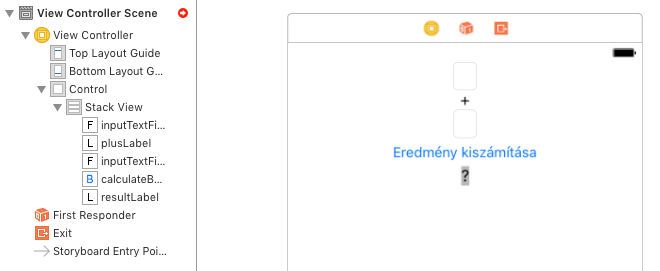 View Controller Scene
View Controller
Top Layout Guide
Bottom Layout G...
Control
Stack View
F inputTextFi...
L plusLabel
F inputTextFi...
B calculateB...
L resultLabel
First Responder
Exit
Storyboard Entry Poi...
+
Eredmény kiszámítása
?